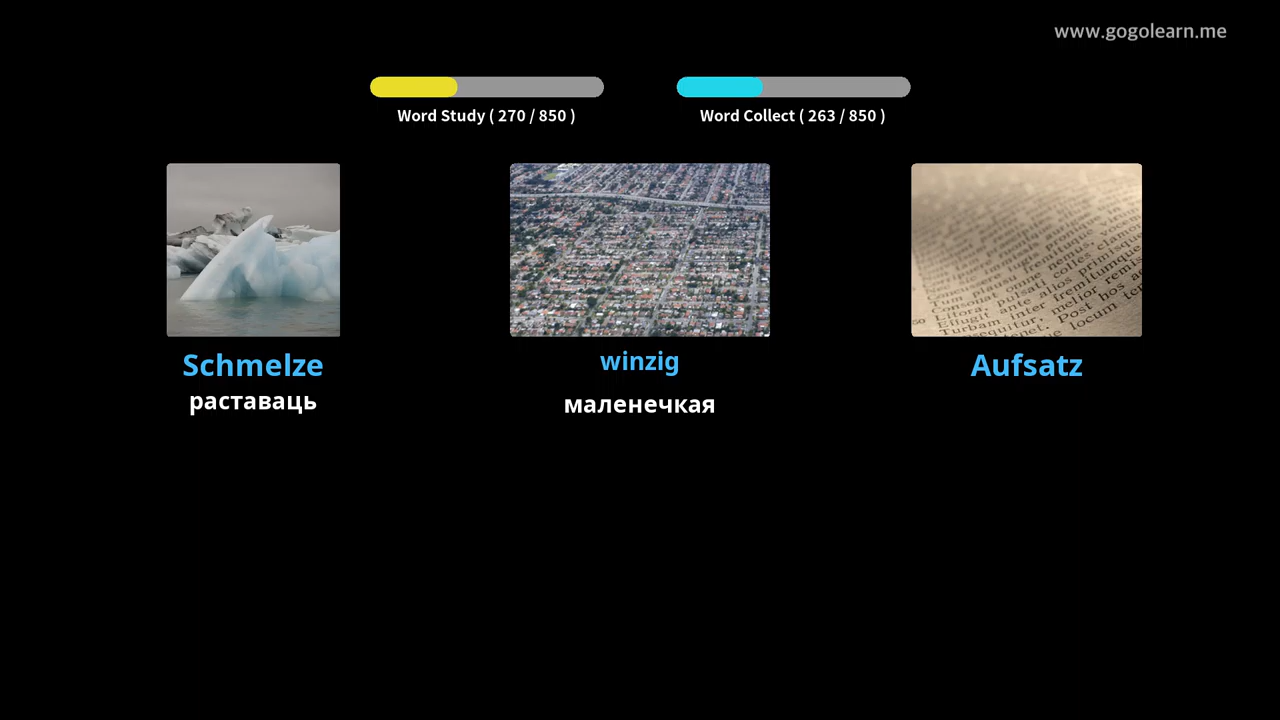 www.gogolearn.me
Word Study ( 270 / 850 )
Word Collect ( 263 / 850 )
Schmelze
раставаць
winzig
маленечкая
Aufsatz